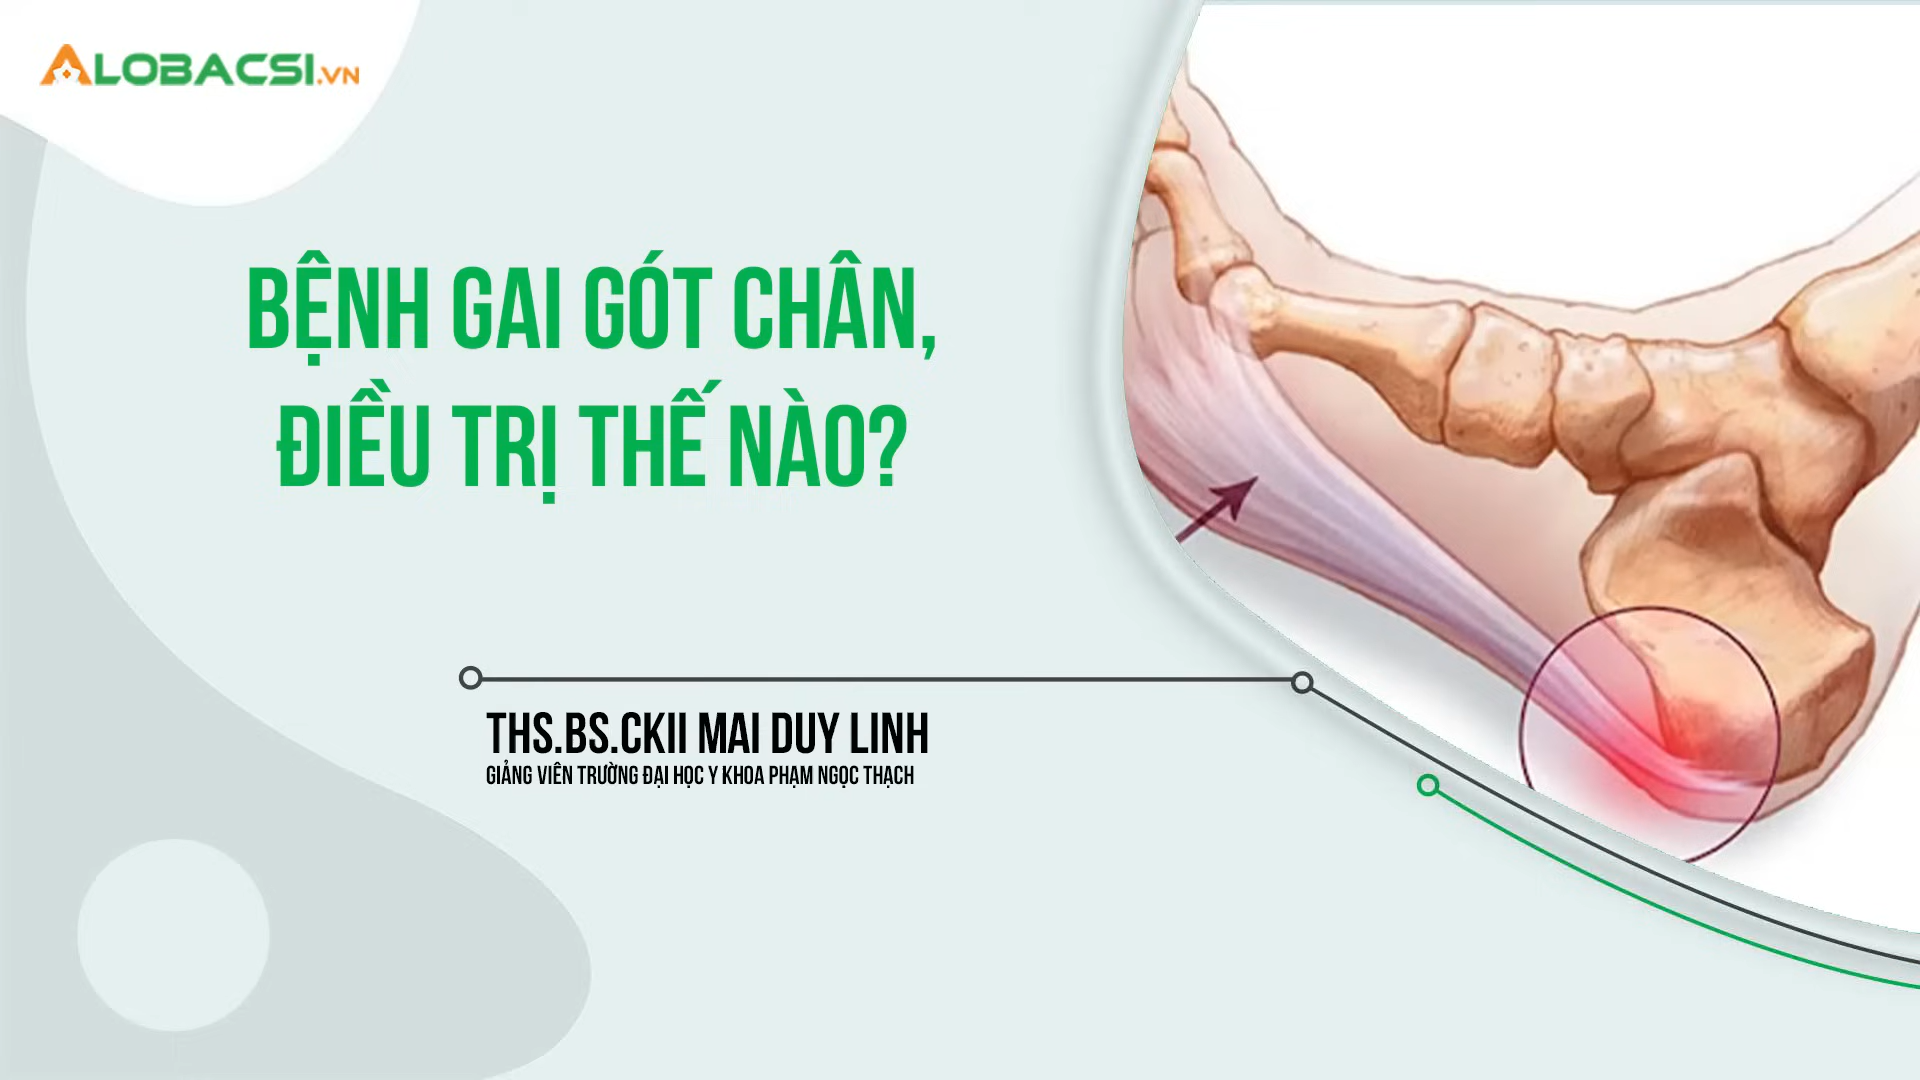 ALOBACSI.VN
BỆNH GAI GÓT CHÂN,
ĐIỀU TRỊ THẾ NÀO?
THS.BS.CKII MAI DUY LINH
GIẢNG VIÊN TRƯỜNG ĐẠI HỌC Y KHOA PHẠM NGỌC THẠCH